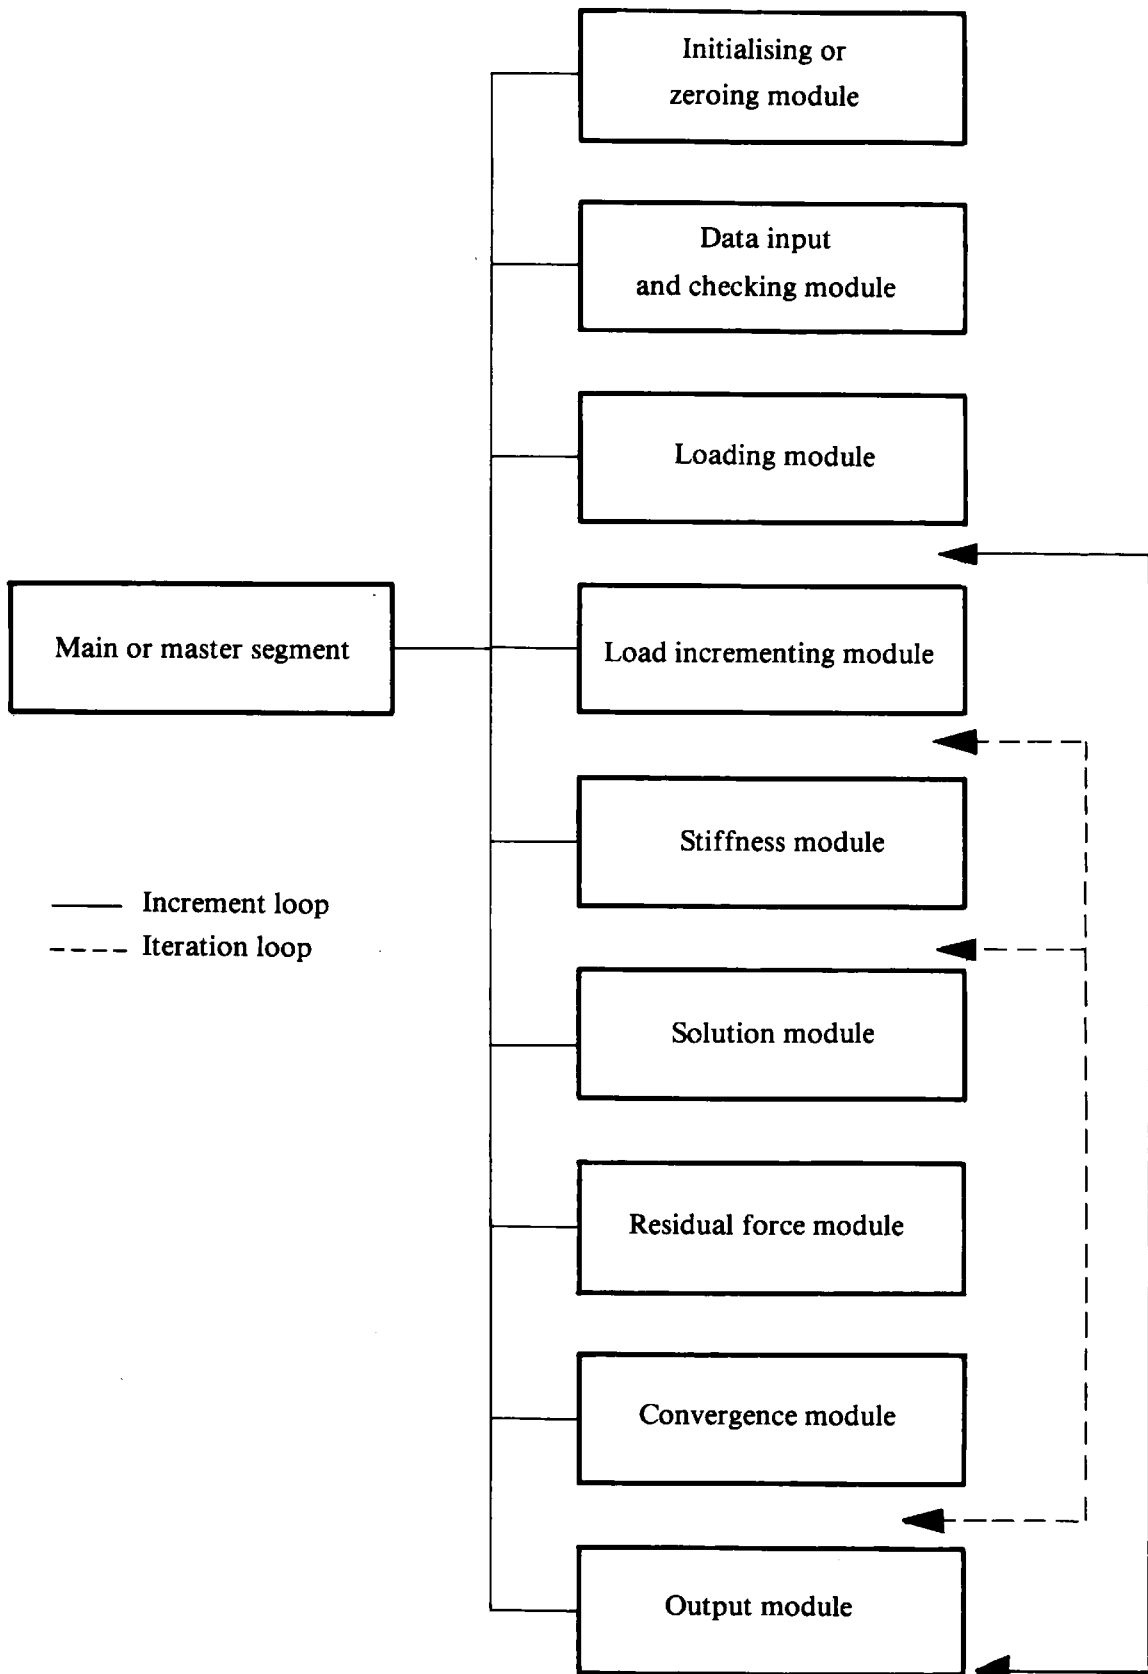 Initialising or
zeroing module
Data input
and checking module
Loading module
Main or master segment
Load incrementing module
Stiffness module
Increment loop
Iteration loop
Solution module
Residual force module
Convergence module
Output module